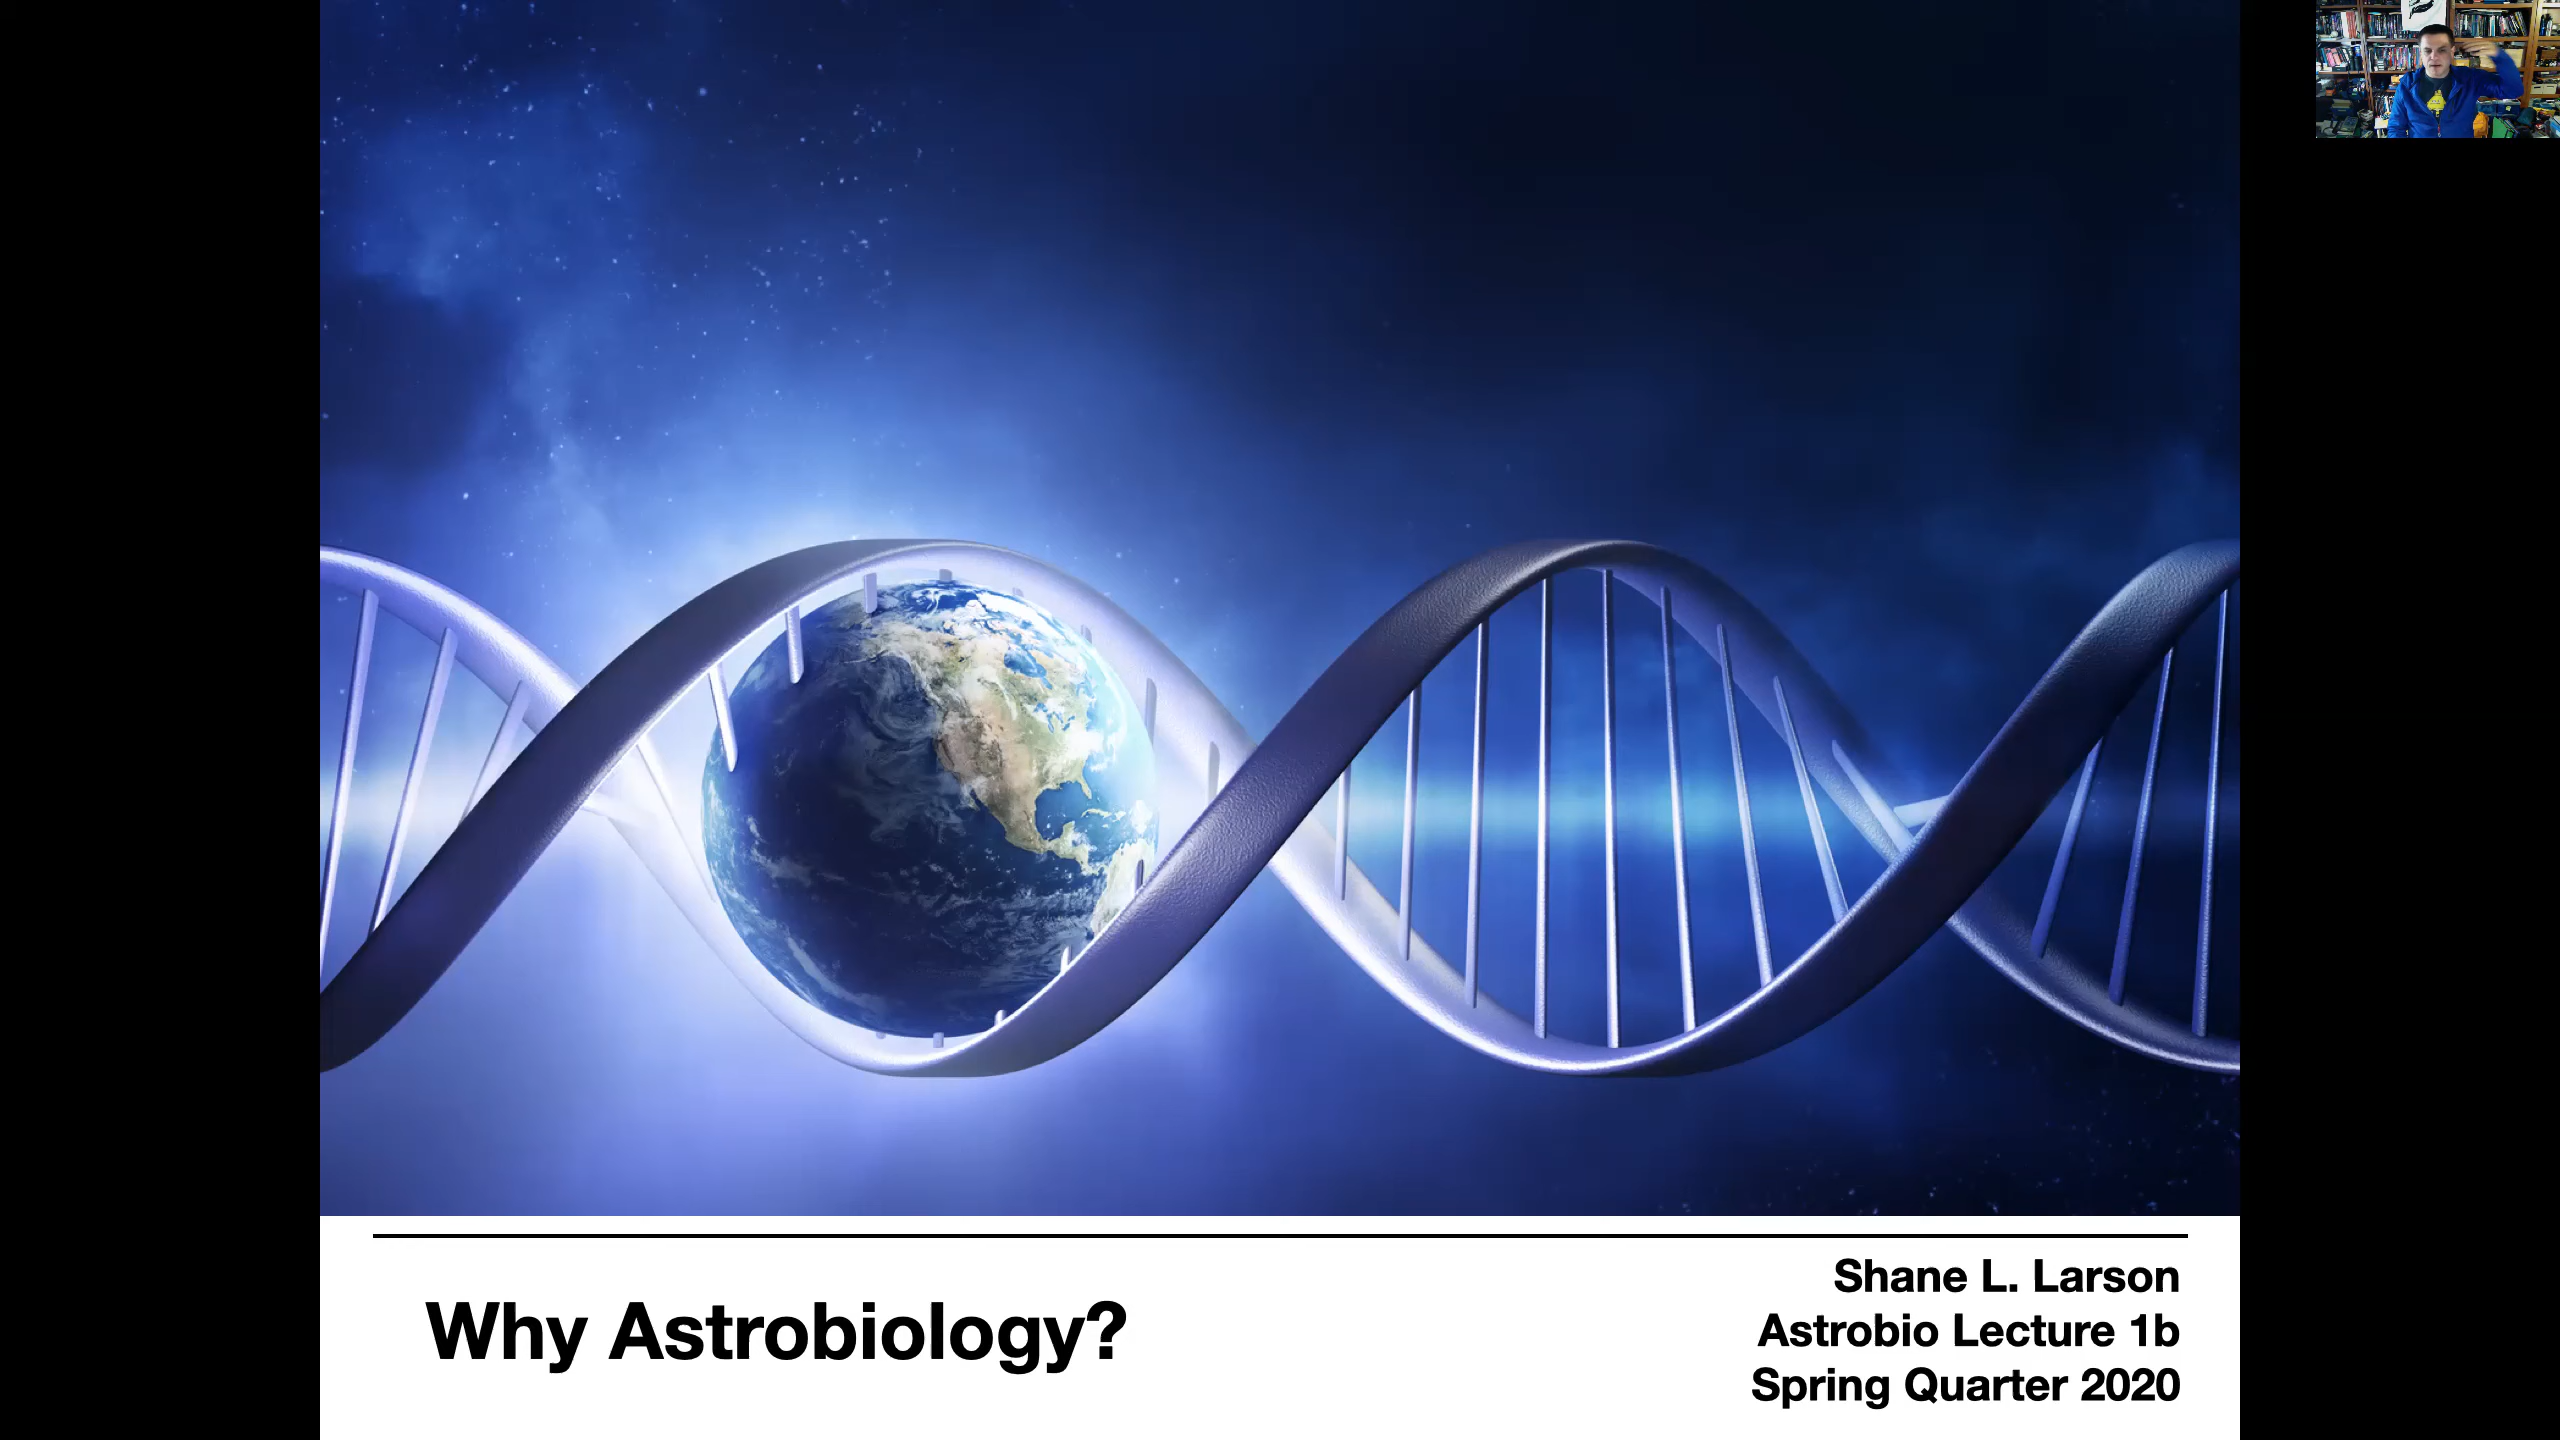 Why Astrobiology?
Shane L. Larson
Astrobio Lecture 1b
Spring Quarter 2020